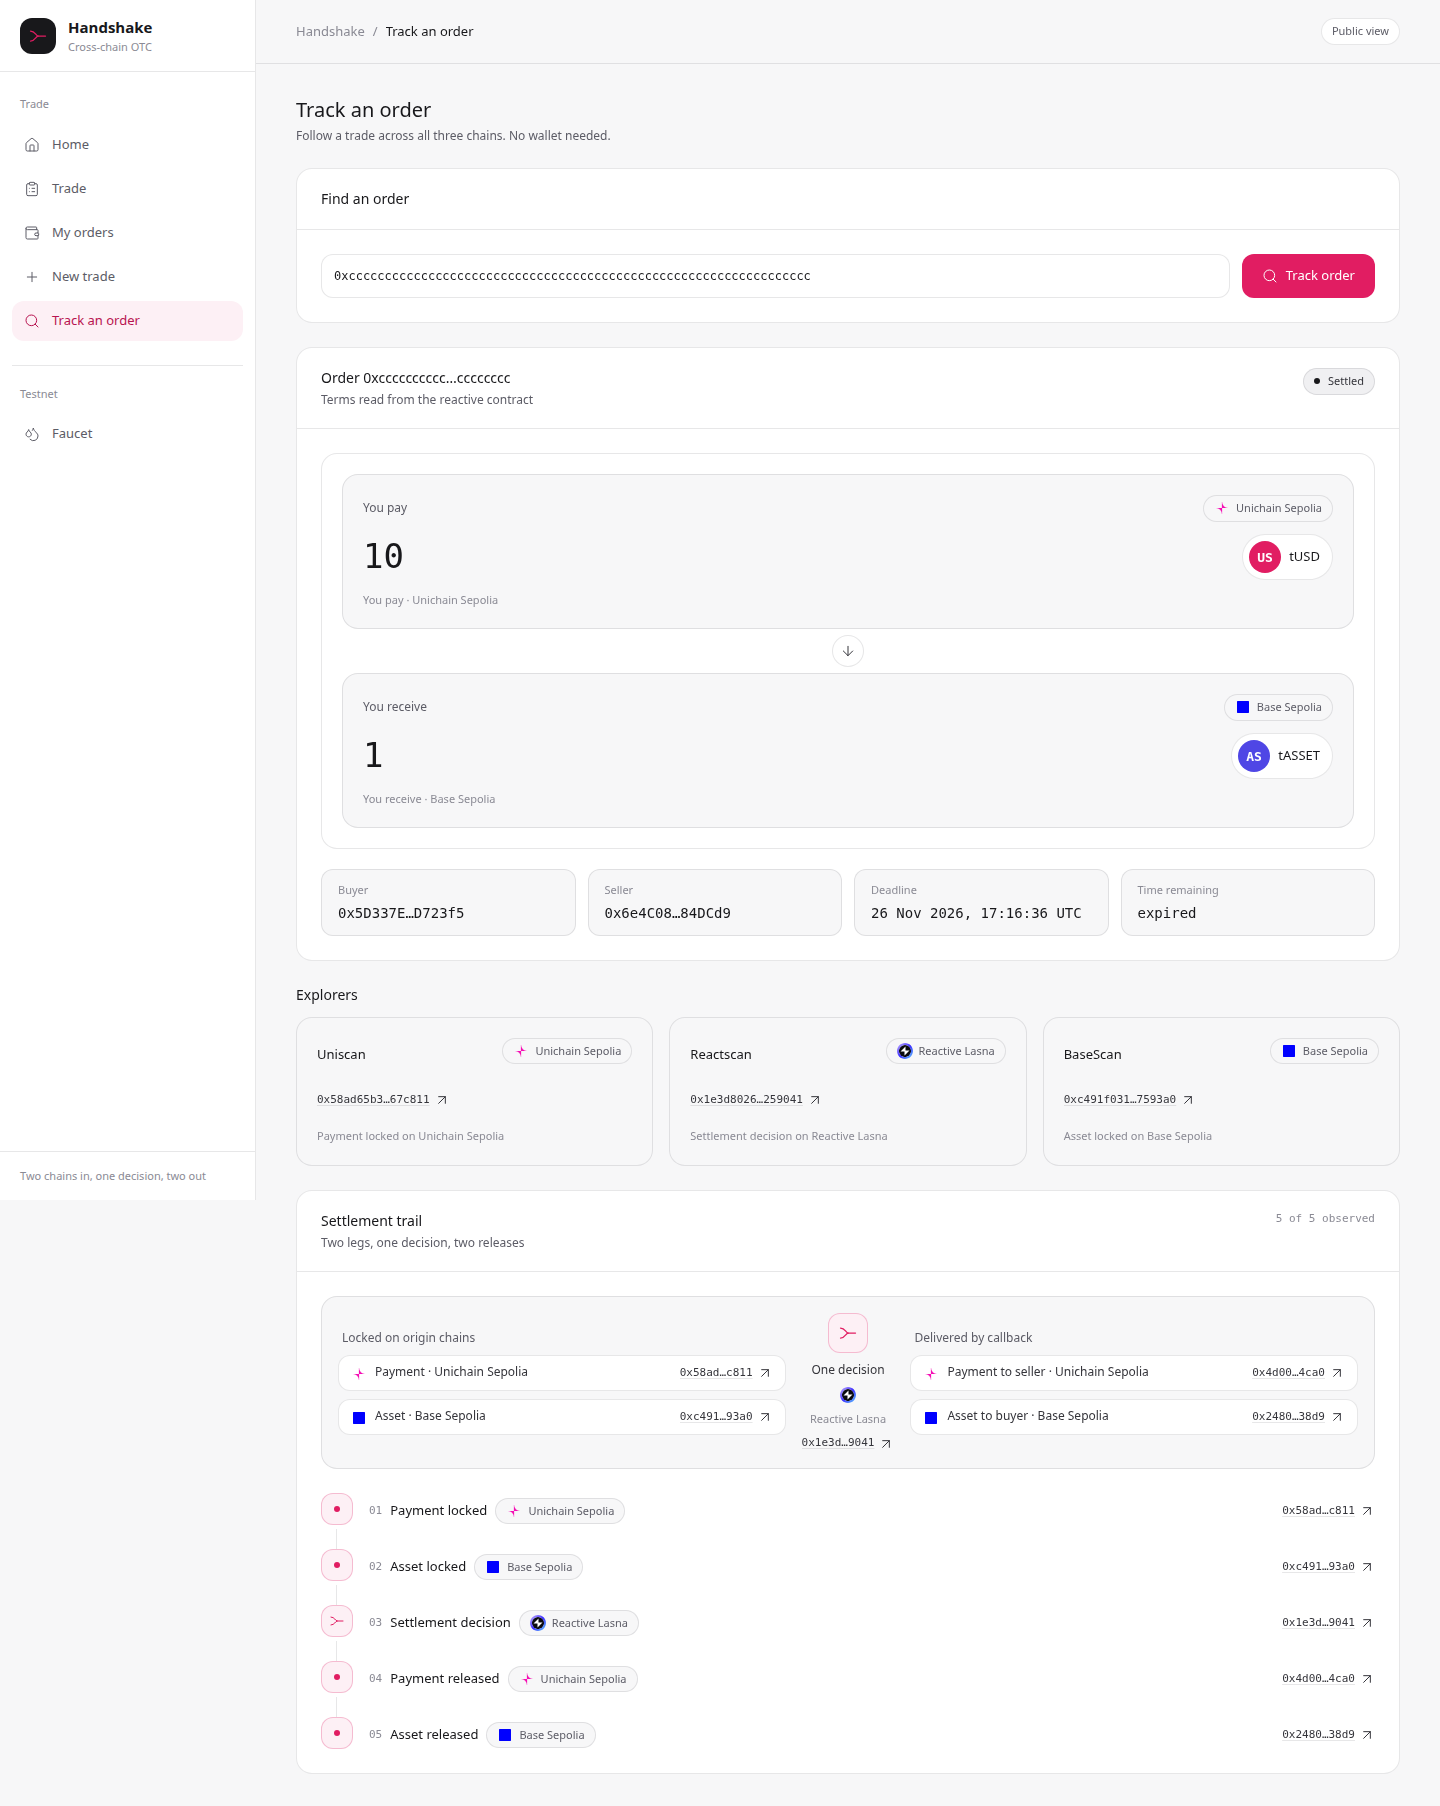 Handshake
Cross-chain OTC
Trade
Home
Trade
My orders
New trade
Track an order
Testnet
Faucet
Two chains in, one decision, two out
Handshake / Track an order
Public view
Track an order
Follow a trade across all three chains. No wallet needed.
Find an order
0xcccccccccccccccccccccccccccccccccccccccccccccccccccccccccccccccc
Track order
Order 0xcccccccccc…cccccccc
Terms read from the reactive contract
Settled
You pay
Unichain Sepolia
10
US tUSD
You pay · Unichain Sepolia
You receive
Base Sepolia
1
AS tASSET
You receive · Base Sepolia
Buyer
0x5D337E…D723f5
Seller
0x6e4C08…84DCd9
Deadline
26 Nov 2026, 17:16:36 UTC
Time remaining
expired
Explorers
Uniscan
Unichain Sepolia
0x58ad65b3…67c811
Payment locked on Unichain Sepolia
Reactscan
Reactive Lasna
0x1e3d8026…259041
Settlement decision on Reactive Lasna
BaseScan
Base Sepolia
0xc491f031…7593a0
Asset locked on Base Sepolia
Settlement trail
5 of 5 observed
Two legs, one decision, two releases
Locked on origin chains
Payment · Unichain Sepolia 0x58ad…c811
Asset · Base Sepolia 0xc491…93a0
One decision
Reactive Lasna
0x1e3d…9041
Delivered by callback
Payment to seller · Unichain Sepolia 0x4d00…4ca0
Asset to buyer · Base Sepolia 0x2480…38d9
01 Payment locked Unichain Sepolia 0x58ad…c811
02 Asset locked Base Sepolia 0xc491…93a0
03 Settlement decision Reactive Lasna 0x1e3d…9041
04 Payment released Unichain Sepolia 0x4d00…4ca0
05 Asset released Base Sepolia 0x2480…38d9